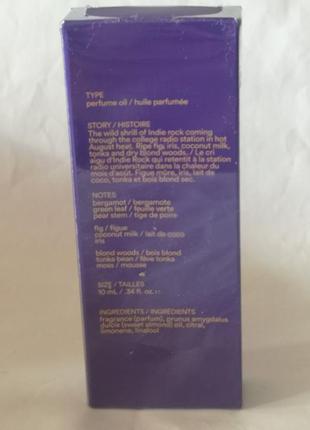 TYPE
perfume oil / huile parfumée
STORY / HISTOIRE
The wild shrill of Indie rock coming
through the college radio station in hot
August heat. Ripe fig, iris, coconut milk,
tonka and dry blond woods. / Le cri
aigu d'Indie Rock qui retentit à la station
radio universitaire dans la chaleur du
mois d'août. Figue mûre, iris, lait de
coco, tonka et bois blond sec.
NOTES
bergamot / bergamote
green leaf / feuille verte
pear stem / tige de poire
fig / figue
coconut milk / lait de coco
iris
blond woods / bois blond
tonka bean / fève tonka
moss / mousse
SIZE / TAILLES
10 mL / .34 fl. oz. ℮
INGREDIENTS / INGRÉDIENTS
fragrance (parfum), prunus amygdalus
dulcis (sweet almond) oil, citral,
limonene, linalool